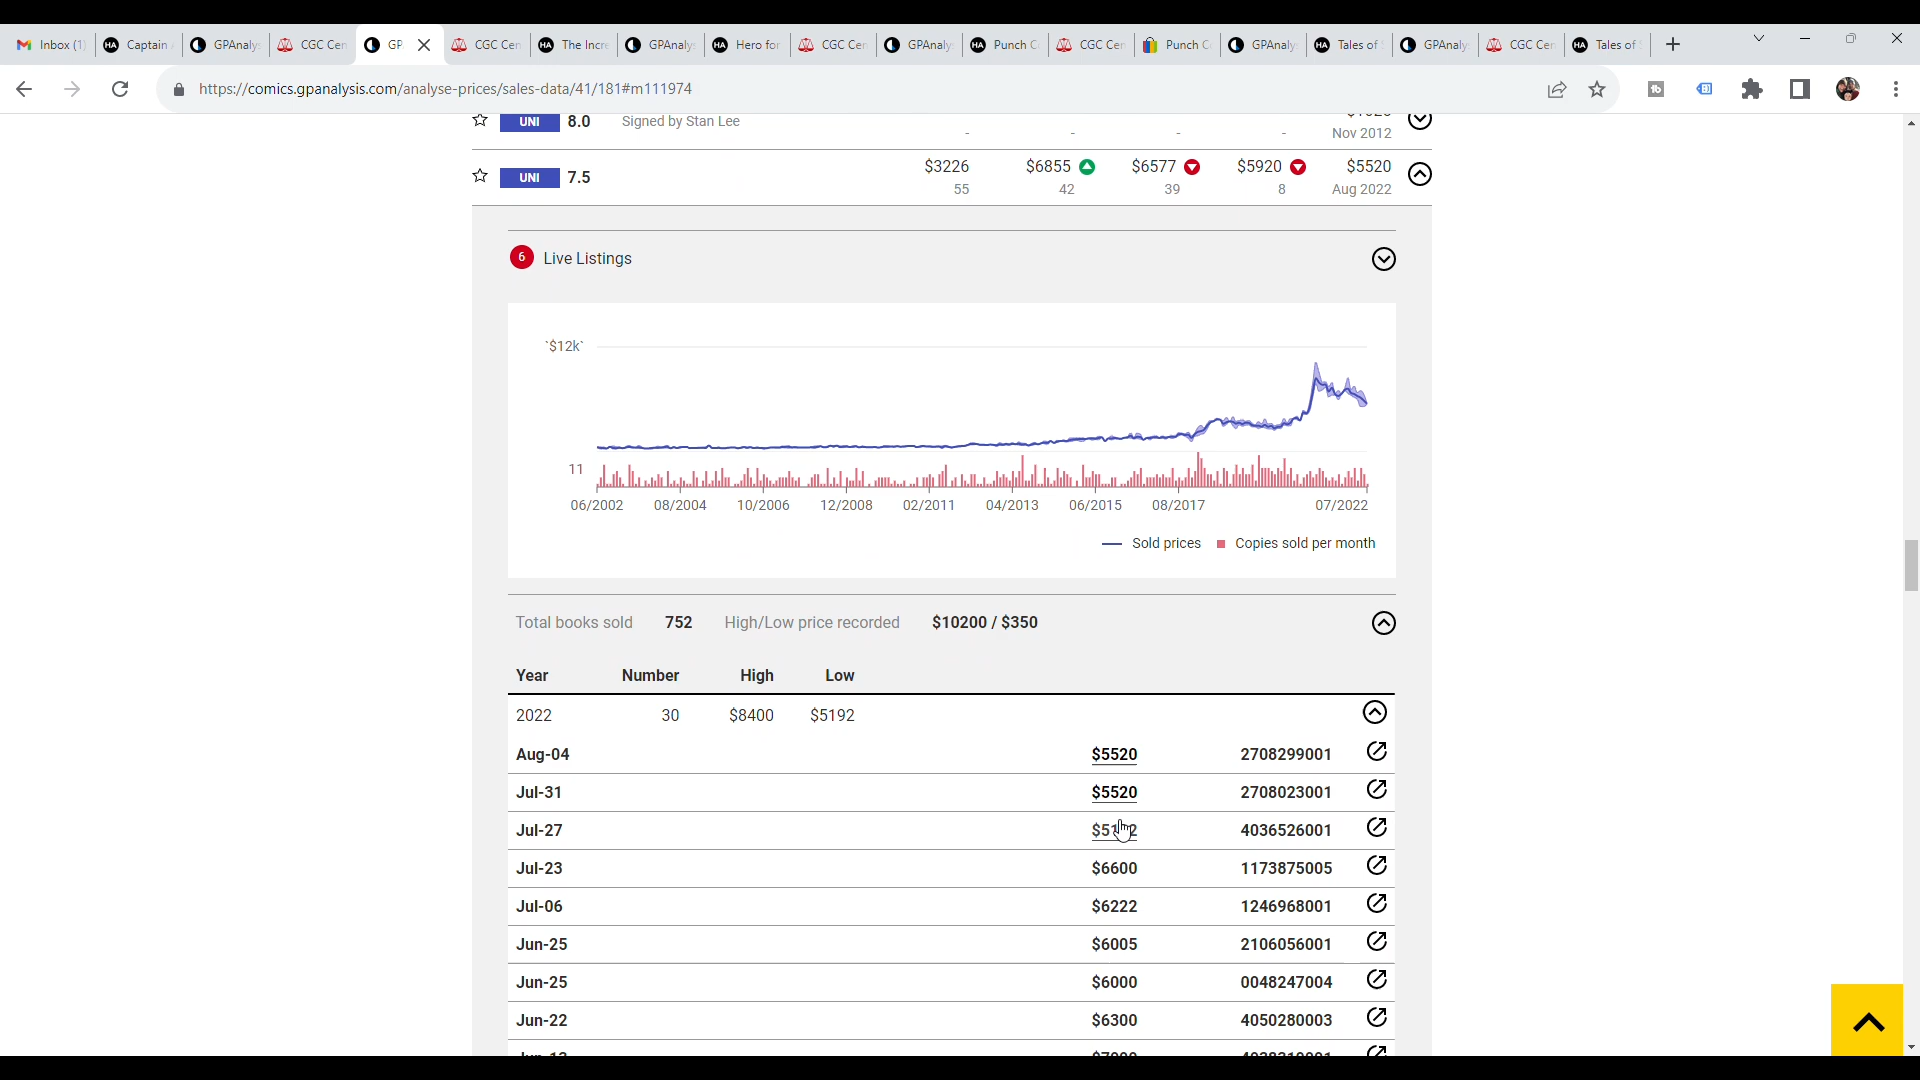 Inbox (1) Captain GPAnaly CGC Cen GP CGC Cen The Incre GPAnaly Hero for CGC Cer GPAnaly Punch C CGC Cer Punch C GPAnaly Tales of GPAnaly CGC Cen Tales of
https://comics.gpanalysis.com/analyse-prices/sales-data/41/181#m111974
UNI 8.0 Signed by Stan Lee - - - -
Nov 2012
UNI 7.5 $3226 $6855 $6577 $5920 $5520
55 42 39 8 Aug 2022
6 Live Listings
`$12k`
11
06/2002 08/2004 10/2006 12/2008 02/2011 04/2013 06/2015 08/2017 07/2022
Sold prices Copies sold per month
Total books sold 752 High/Low price recorded $10200 / $350
Year Number High Low
2022 30 $8400 $5192
Aug-04 $5520 2708299001
Jul-31 $5520 2708023001
Jul-27 4036526001
Jul-23 $6600 1173875005
Jul-06 $6222 1246968001
Jun-25 $6005 2106056001
Jun-25 $6000 0048247004
Jun-22 $6300 4050280003